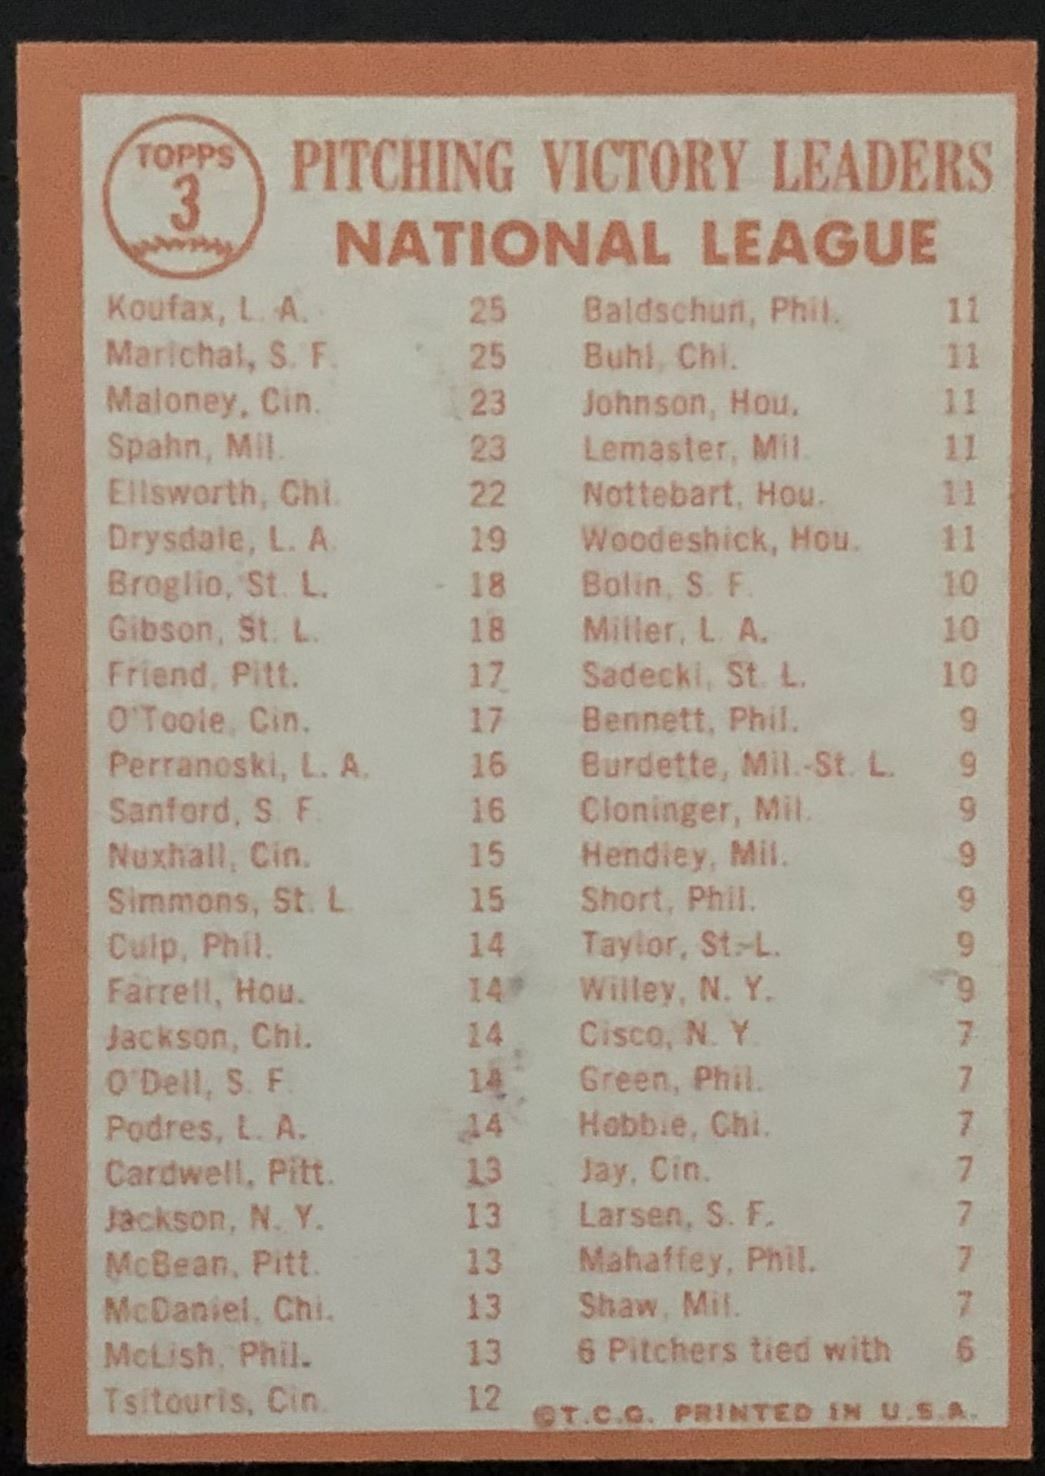 TOPPS
3
PITCHING VICTORY LEADERS
NATIONAL LEAGUE
Koufax, L. A. 25
Marichal, S. F. 25
Maloney, Cin. 23
Spahn, Mil. 23
Ellsworth, Chi. 22
Drysdale, L. A. 19
Broglio, St. L. 18
Gibson, St. L. 18
Friend, Pitt. 17
O'Toole, Cin. 17
Perranoski, L. A. 16
Sanford, S. F. 16
Nuxhall, Cin. 15
Simmons, St. L. 15
Culp, Phil. 14
Farrell, Hou. 14
Jackson, Chi. 14
O'Dell, S. F. 14
Podres, L. A. 14
Cardwell, Pitt. 13
Jackson, N. Y. 13
McBean, Pitt. 13
McDaniel, Chi. 13
McLish, Phil. 13
Tsitouris, Cin. 12
Baldschun, Phil. 11
Buhl, Chi. 11
Johnson, Hou. 11
Lemaster, Mil. 11
Nottebart, Hou. 11
Woodeshick, Hou. 11
Bolin, S. F. 10
Miller, L. A. 10
Sadecki, St. L. 10
Bennett, Phil. 9
Burdette, Mil.-St. L. 9
Cloninger, Mil. 9
Hendley, Mil. 9
Short, Phil. 9
Taylor, St. L. 9
Willey, N. Y. 9
Cisco, N. Y. 7
Green, Phil. 7
Hobbie, Chi. 7
Jay, Cin. 7
Larsen, S. F. 7
Mahaffey, Phil. 7
Shaw, Mil. 7
6 Pitchers tied with 6
©T.C.G. PRINTED IN U.S.A.